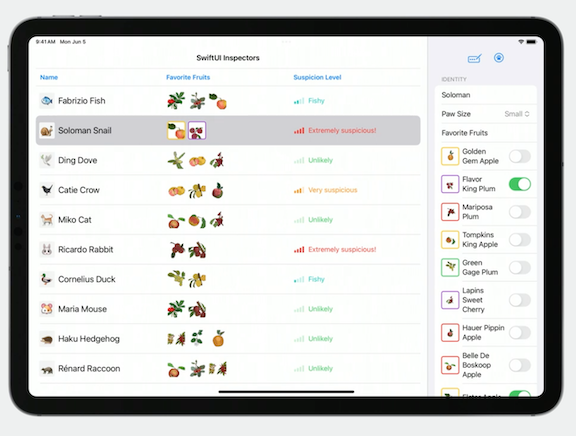 9:41 AM Mon Jun 5
SwiftUI Inspectors
Name Favorite Fruits Suspicion Level
Fabrizio Fish Fishy
Soloman Snail Extremely suspicious!
Ding Dove Unlikely
Catie Crow Very suspicious
Miko Cat Unlikely
Ricardo Rabbit Extremely suspicious!
Cornelius Duck Fishy
Maria Mouse Unlikely
Haku Hedgehog Unlikely
Rénard Raccoon Unlikely
IDENTITY
Soloman
Paw Size Small
Favorite Fruits
Golden
Gem Apple
Flavor
King Plum
Mariposa
Plum
Tompkins
King Apple
Green
Gage Plum
Lapins
Sweet
Cherry
Hauer Pippin
Apple
Belle De
Boskoop
Apple